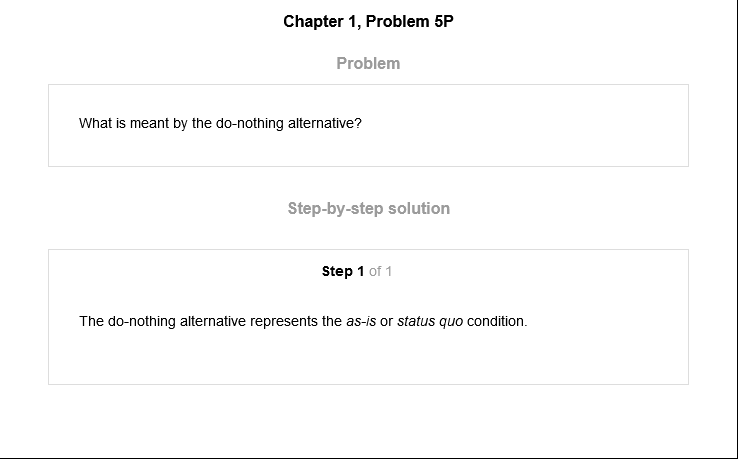 Chapter 1, Problem 5P
Problem
What is meant by the do-nothing alternative?
Step-by-step solution
Step 1 of 1
The do-nothing alternative represents the as-is or status quo condition.